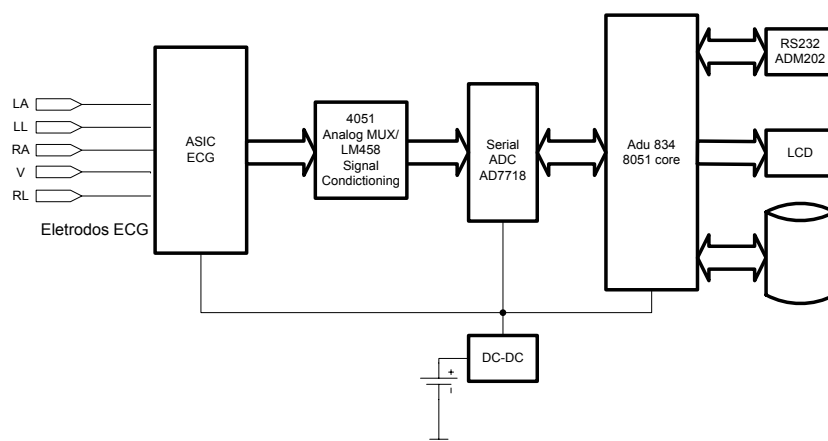 LA
LL
RA
V
RL
Eletrodos ECG
ASIC
ECG
4051
Analog MUX/
LM458
Signal
Condictioning
Serial
ADC
AD7718
Adu 834
8051 core
RS232
ADM202
LCD
DC-DC
+
-